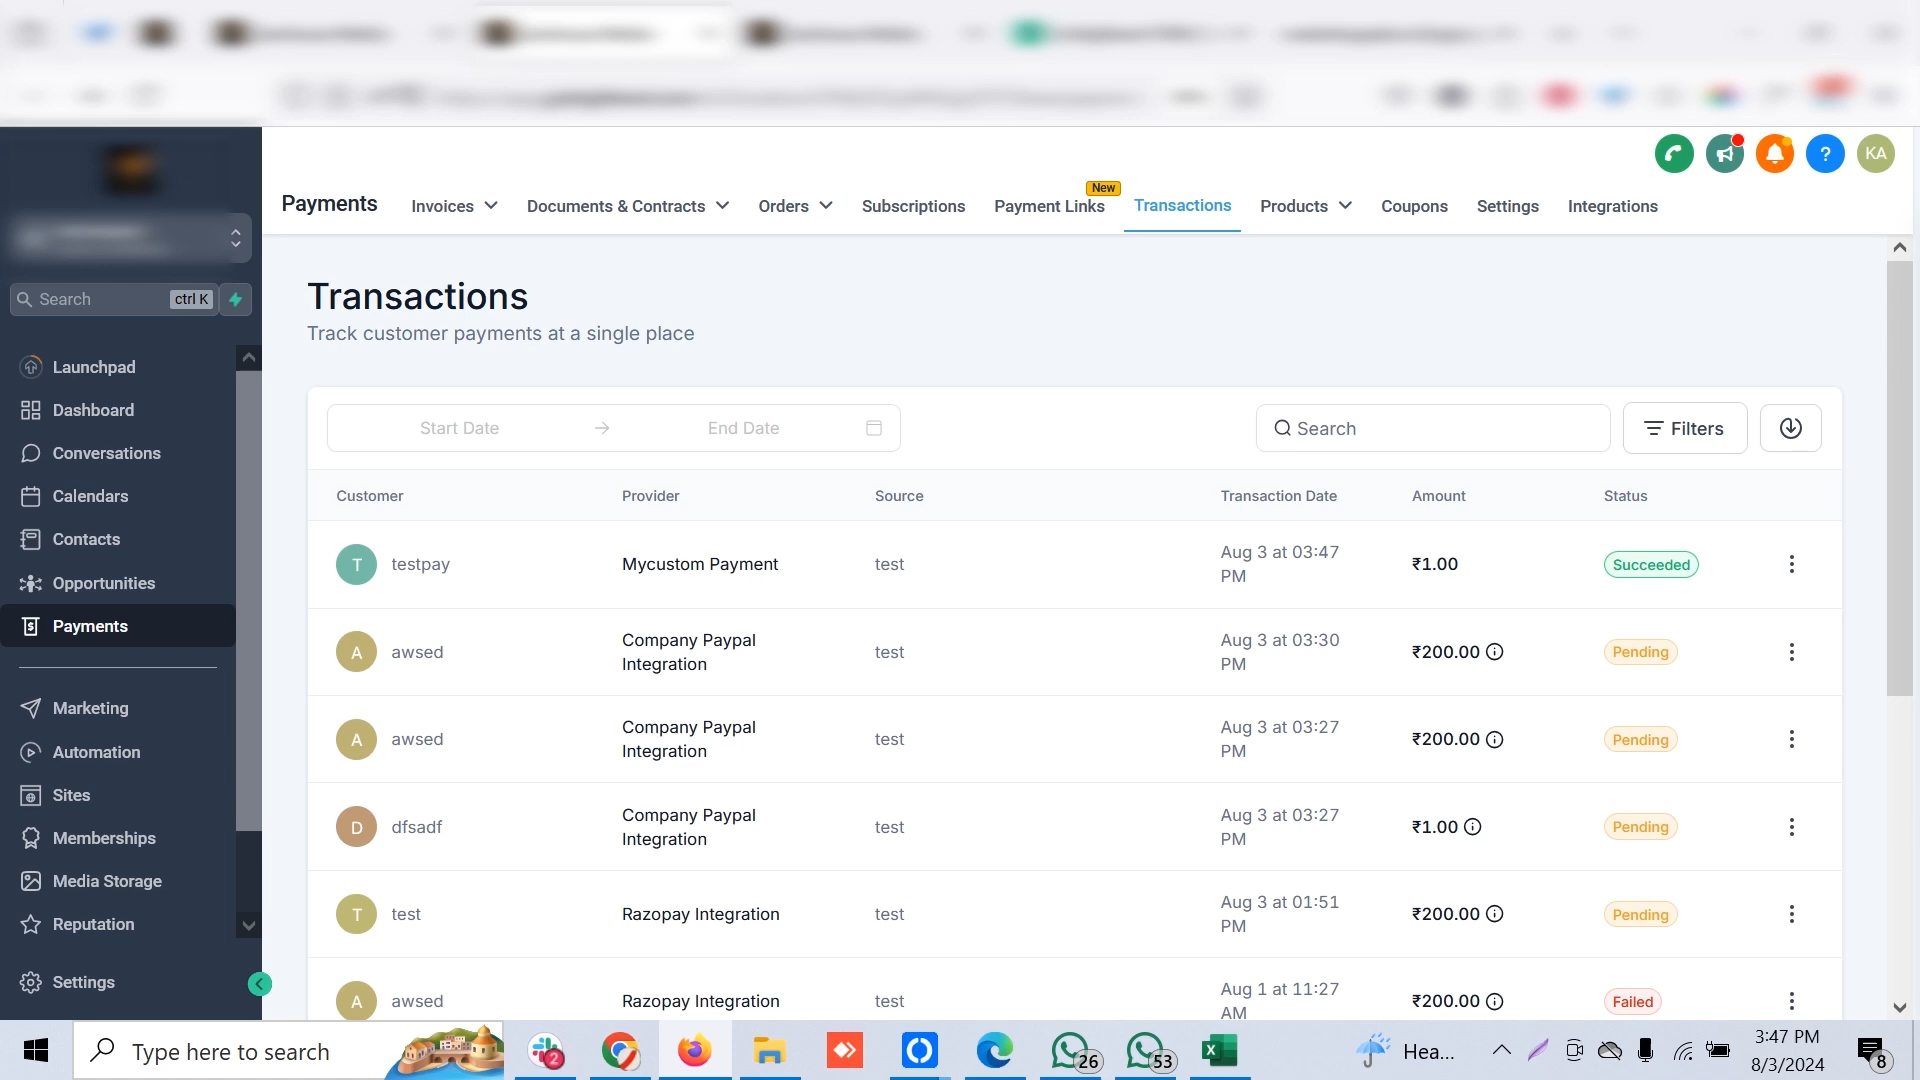 KA
Payments
Invoices
Documents & Contracts
Orders
Subscriptions
Payment Links
New
Transactions
Products
Coupons
Settings
Integrations
Search
ctrl K
Launchpad
Dashboard
Conversations
Calendars
Contacts
Opportunities
Payments
Marketing
Automation
Sites
Memberships
Media Storage
Reputation
Settings
Transactions
Track customer payments at a single place
Start Date
End Date
Search
Filters
Customer Provider Source Transaction Date Amount Status
T testpay Mycustom Payment test Aug 3 at 03:47 ₹1.00 Succeeded
PM
A awsed Company Paypal test Aug 3 at 03:30 ₹200.00 Pending
Integration PM
A awsed Company Paypal test Aug 3 at 03:27 ₹200.00 Pending
Integration PM
D dfsadf Company Paypal test Aug 3 at 03:27 ₹1.00 Pending
Integration PM
T test Razopay Integration test Aug 3 at 01:51 ₹200.00 Pending
PM
A awsed Razopay Integration test Aug 1 at 11:27 ₹200.00 Failed
AM
Type here to search
2
26
53
Hea...
3:47 PM
8/3/2024
8